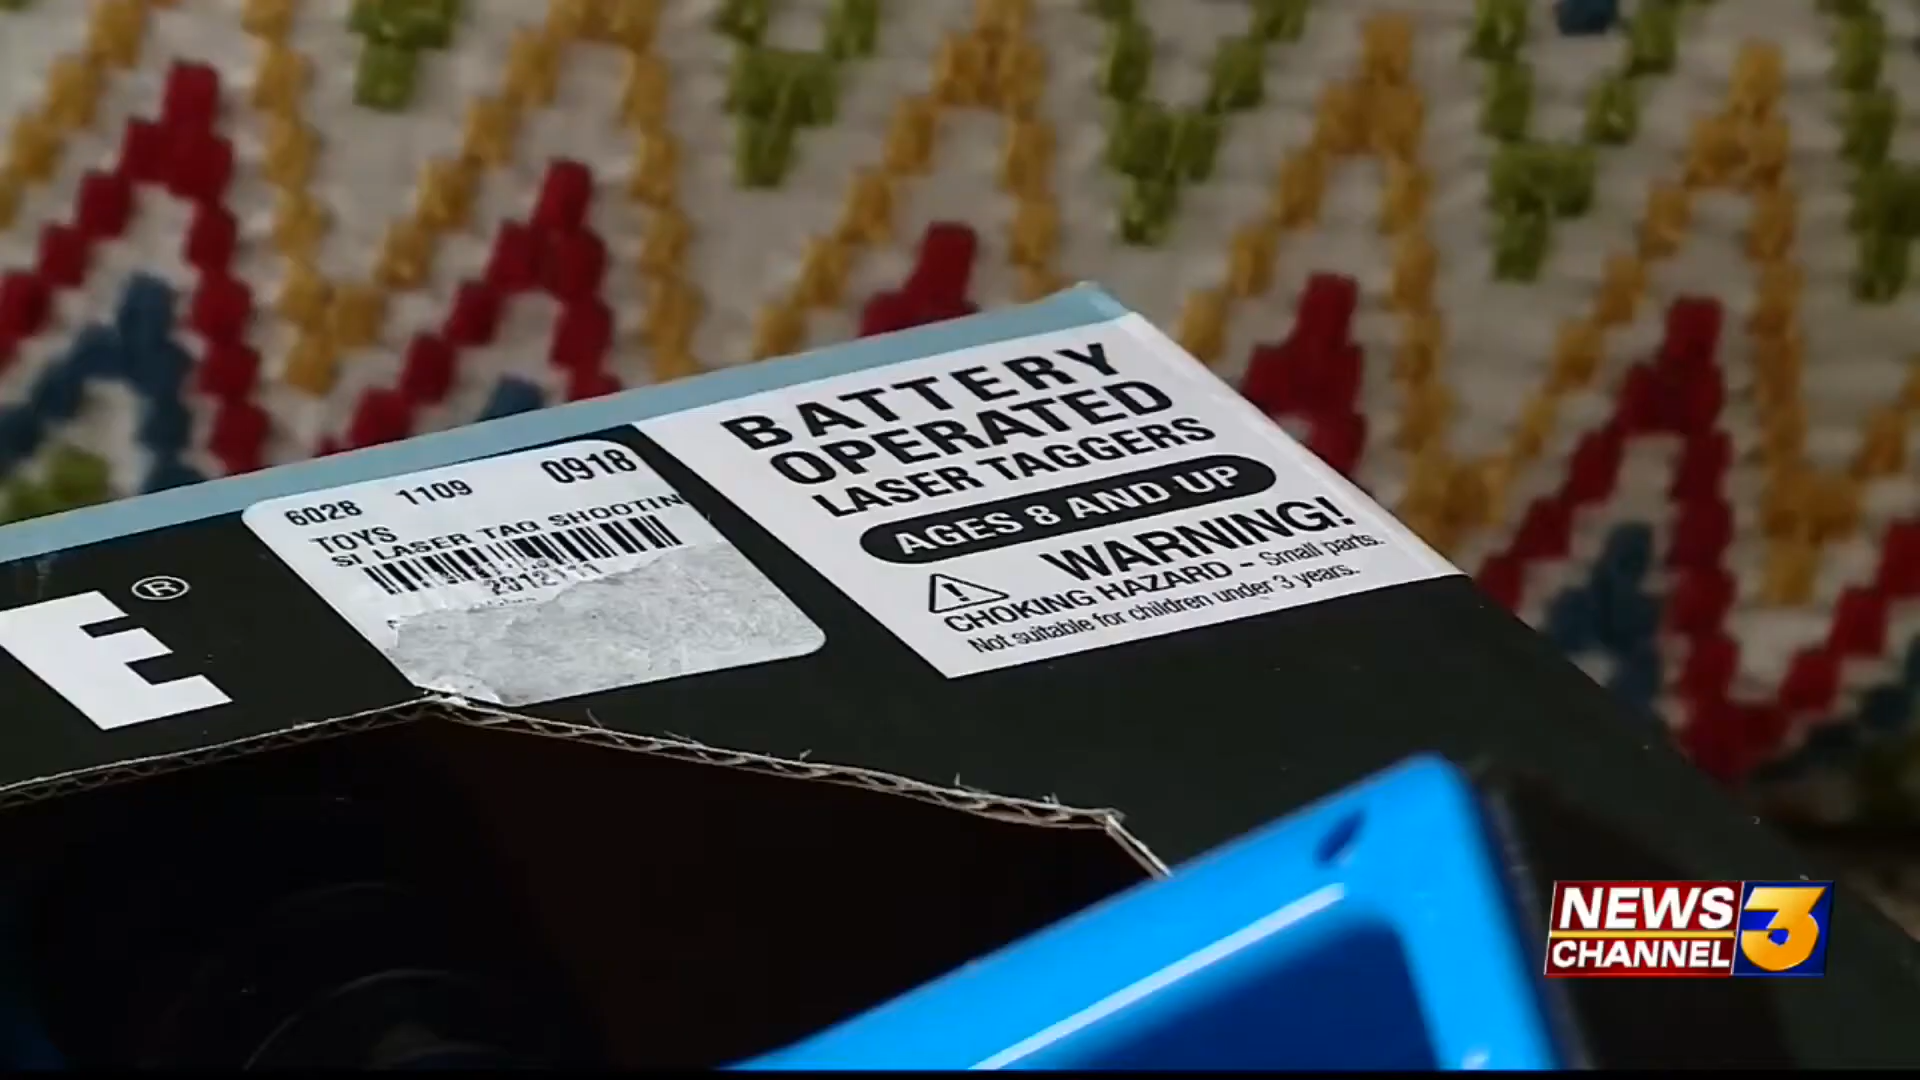 BATTERY
OPERATED
LASER TAGGERS
AGES 8 AND UP
WARNING!
CHOKING HAZARD - Small parts.
Not suitable for children under 3 years.
6028 1109 0918
TOYS
SI LASER TAG SHOOTIN
E®
NEWS
CHANNEL 3